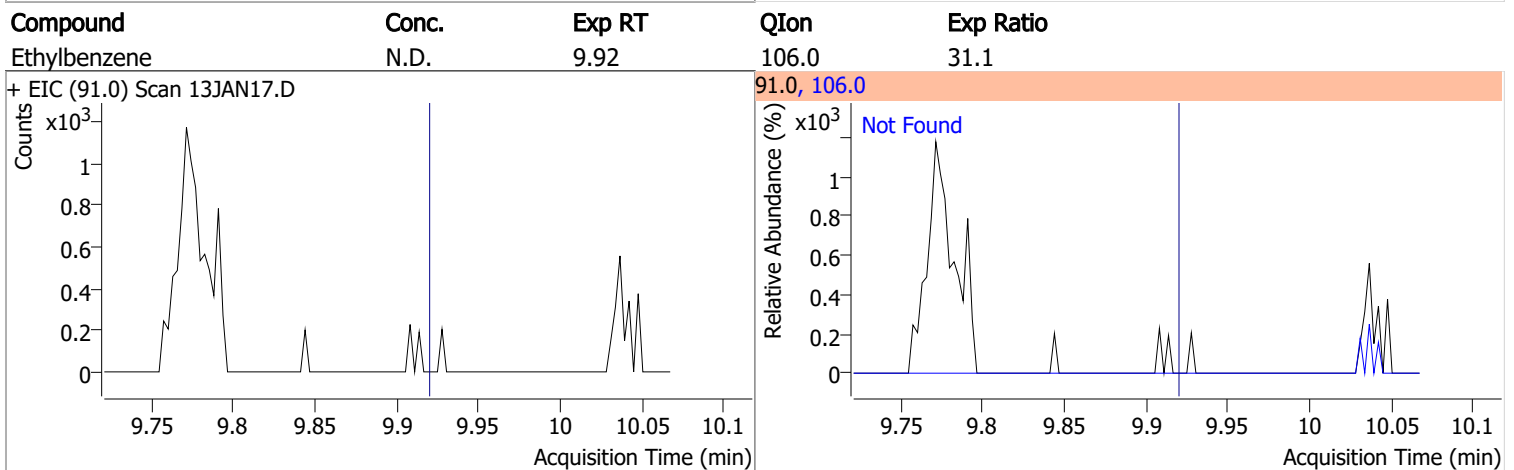 Compound Conc. Exp RT QIon Exp Ratio
Ethylbenzene N.D. 9.92 106.0 31.1
+ EIC (91.0) Scan 13JAN17.D
Counts
x10³
1
0.8
0.6
0.4
0.2
0
9.75 9.8 9.85 9.9 9.95 10 10.05 10.1
Acquisition Time (min)
91.0, 106.0
Relative Abundance (%)
x10³
Not Found
1
0.8
0.6
0.4
0.2
0
9.75 9.8 9.85 9.9 9.95 10 10.05 10.1
Acquisition Time (min)